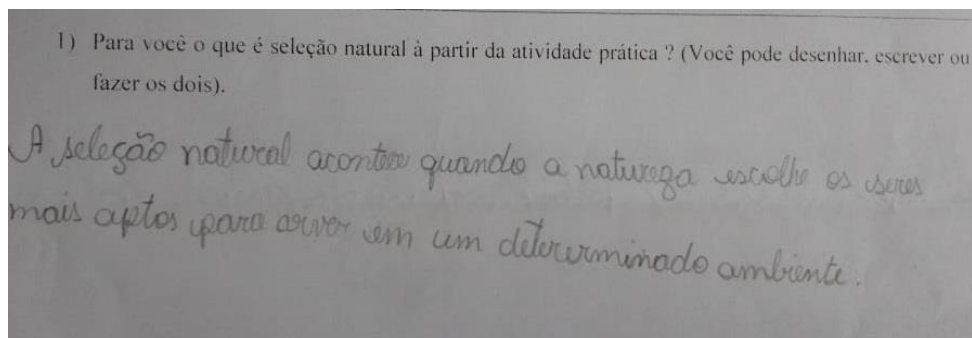 1) Para você o que é seleção natural à partir da atividade prática ? (Você pode desenhar. escrever ou
fazer os dois).
A seleção natural acontece quando a natureza escolhe os seres
mais aptos para em um determinado ambiente.